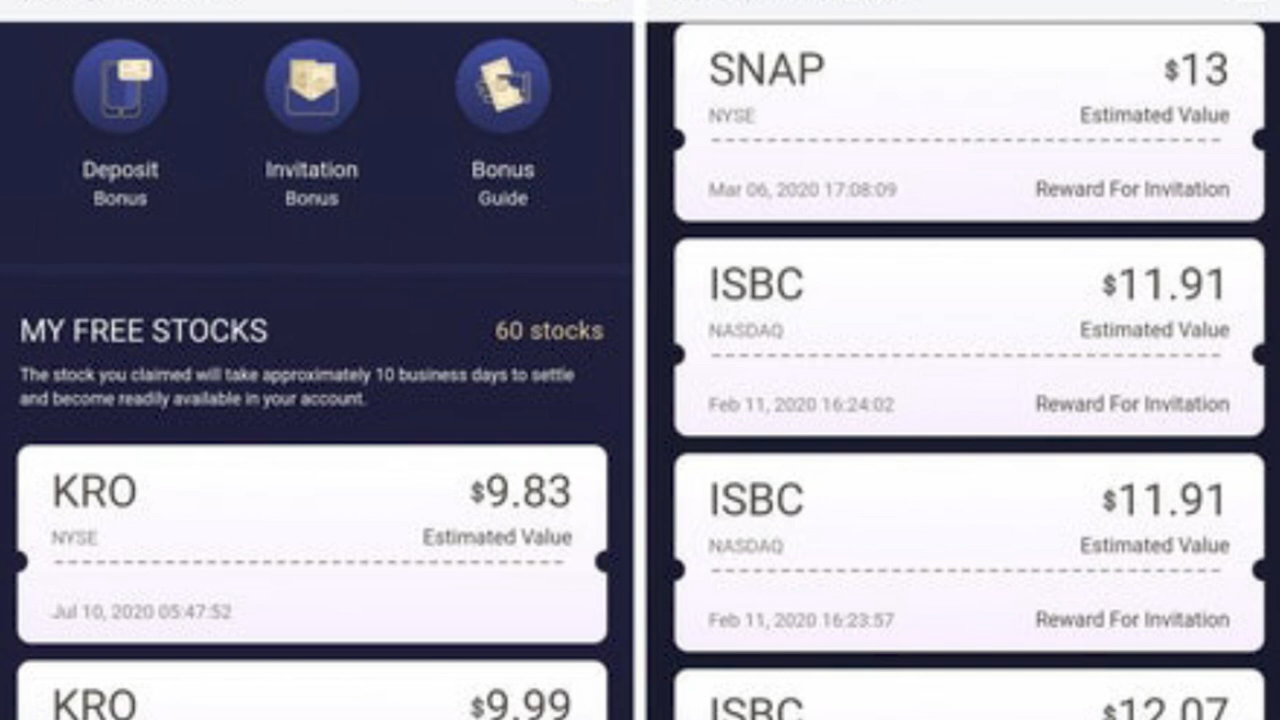 Deposit
Bonus
Invitation
Bonus
Bonus
Guide
MY FREE STOCKS
60 stocks
The stock you claimed will take approximately 10 business days to settle
and become readily available in your account.
KRO
$9.83
NYSE
Estimated Value
Jul 10, 2020 05:47:52
KRO
$9.99
SNAP
$13
NYSE
Estimated Value
Mar 06, 2020 17:08:09
Reward For Invitation
ISBC
$11.91
NASDAQ
Estimated Value
Feb 11, 2020 16:24:02
Reward For Invitation
ISBC
$11.91
NASDAQ
Estimated Value
Feb 11, 2020 16:23:57
Reward For Invitation
ISBC
$12.07